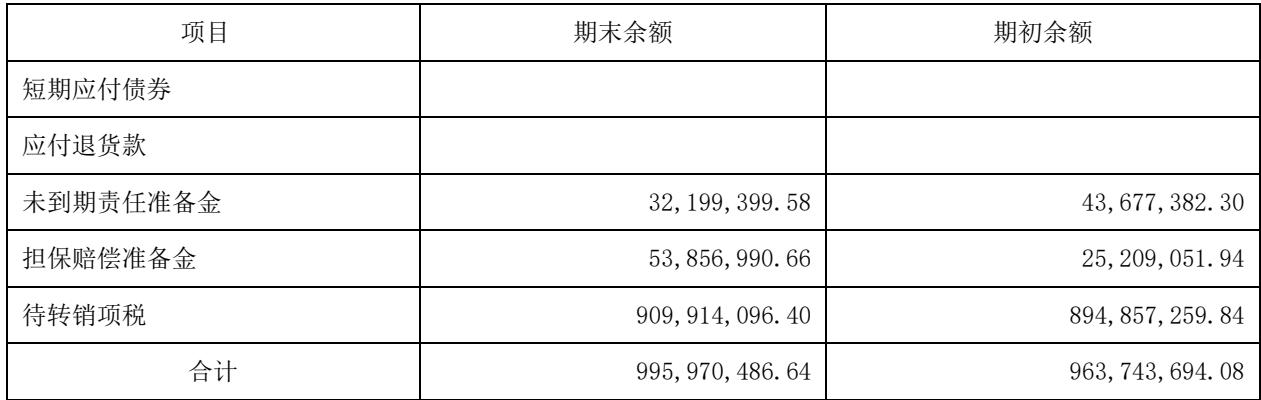 项目 期末余额 期初余额
短期应付债券
应付退货款
未到期责任准备金 32,199,399.58 43,677,382.30
担保赔偿准备金 53,856,990.66 25,209,051.94
待转销项税 909,914,096.40 894,857,259.84
合计 995,970,486.64 963,743,694.08